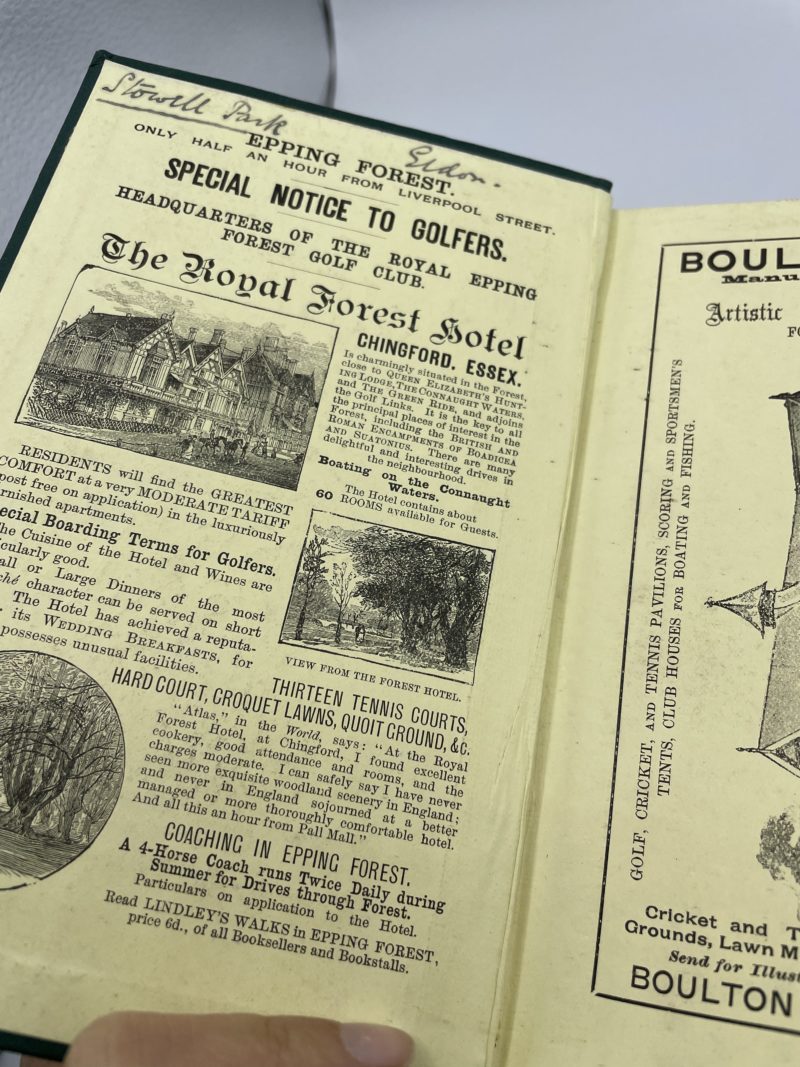 Stowell Park
Eldon.
EPPING FOREST.
ONLY HALF AN HOUR FROM LIVERPOOL STREET.
SPECIAL NOTICE TO GOLFERS.
HEADQUARTERS OF THE ROYAL EPPING
FOREST GOLF CLUB.
The Royal Forest Hotel
CHINGFORD, ESSEX.
Is charmingly situated in the Forest,
close to QUEEN ELIZABETH'S HUNT-
ING LODGE, THE CONNAUGHT WATERS,
and THE GREEN RIDE, and adjoins
the Golf Links. It is the key to all
the principal places of interest in the
Forest, including the BRITISH AND
ROMAN ENCAMPMENTS OF BOADICEA
AND SUATONIUS. There are many
delightful and interesting drives in
the neighbourhood.
Boating on the Connaught
Waters.
The Hotel contains about
60 ROOMS available for Guests.
RESIDENTS will find the GREATEST
COMFORT at a very MODERATE TARIFF
post free on application) in the luxuriously
rnished apartments.
ecial Boarding Terms for Golfers.
he Cuisine of the Hotel and Wines are
cularly good.
all or Large Dinners of the most
ché character can be served on short
The Hotel has achieved a reputa-
its WEDDING BREAKFASTS, for
possesses unusual facilities.
VIEW FROM THE FOREST HOTEL.
THIRTEEN TENNIS COURTS,
HARD COURT, CROQUET LAWNS, QUOIT GROUND, &C.
"Atlas," in the World, says: "At the Royal
Forest Hotel, at Chingford, I found excellent
cookery, good attendance and rooms, and the
charges moderate. I can safely say I have never
seen more exquisite woodland scenery in England;
and never in England sojourned at a better
managed or more thoroughly comfortable hotel.
And all this an hour from Pall Mall."
COACHING IN EPPING FOREST.
A 4-Horse Coach runs Twice Daily during
Summer for Drives through Forest.
Particulars on application to the Hotel.
Read LINDLEY'S WALKS in EPPING FOREST,
price 6d., of all Booksellers and Bookstalls.
BOUL
Manu
Artistic
FO
GOLF, CRICKET, AND TENNIS PAVILIONS, SCORING AND SPORTSMEN'S
TENTS, CLUB HOUSES FOR BOATING AND FISHING.
Cricket and T
Grounds, Lawn M
Send for Illust
BOULTON